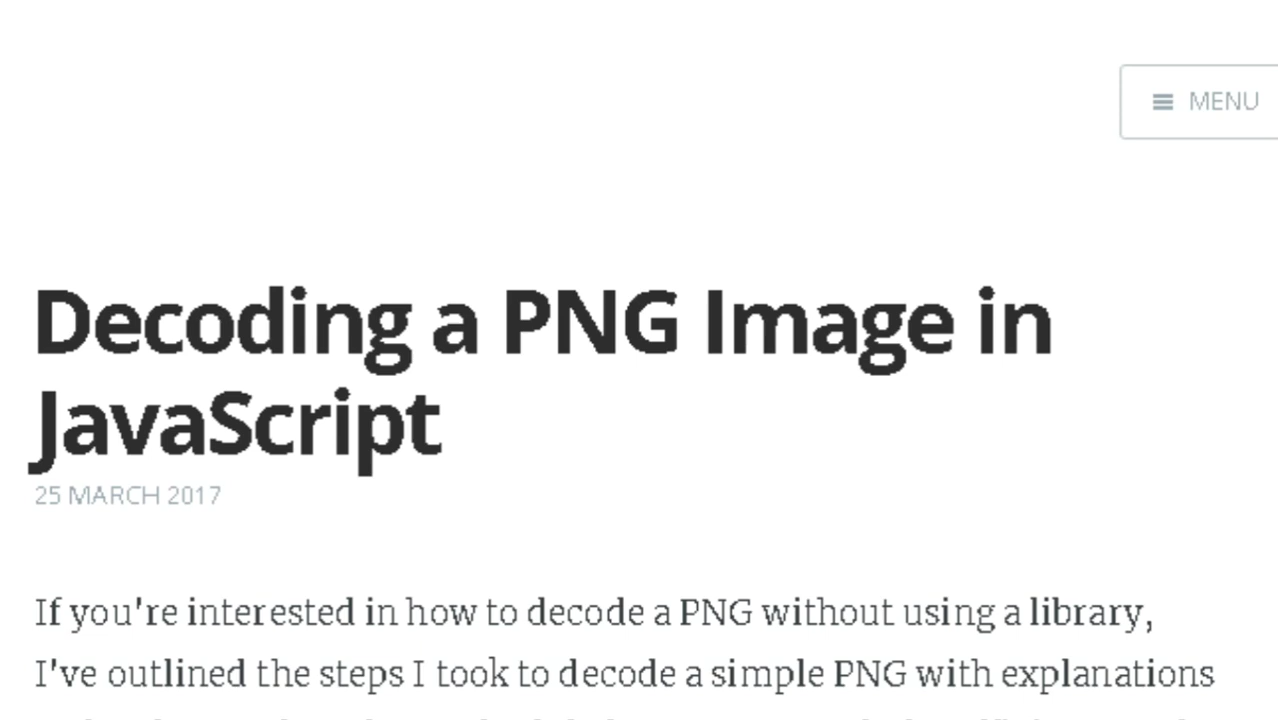 MENU
Decoding a PNG Image in
JavaScript
25 MARCH 2017
If you're interested in how to decode a PNG without using a library,
I've outlined the steps I took to decode a simple PNG with explanations